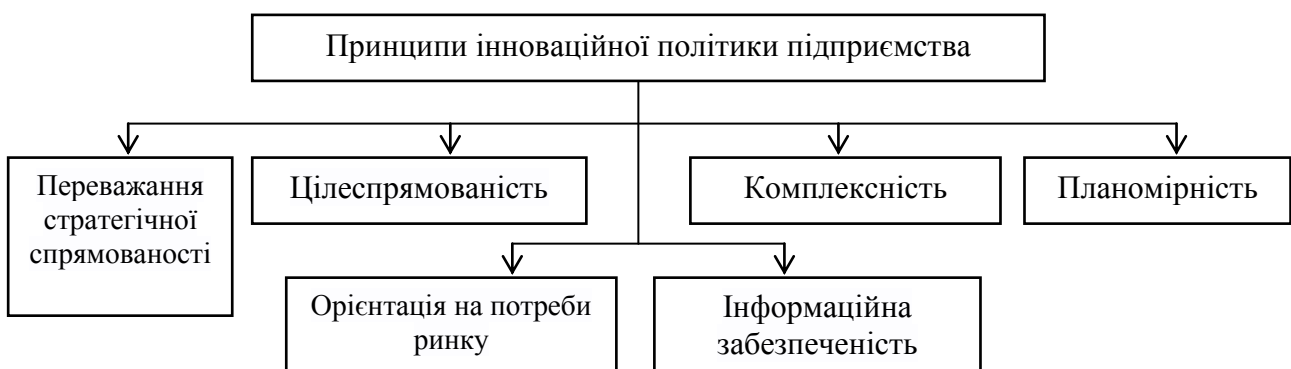 Принципи інноваційної політики підприємства
Переважання
стратегічної
спрямованості
Цілеспрямованість
Комплексність
Планомірність
Орієнтація на потреби
ринку
Інформаційна
забезпеченість